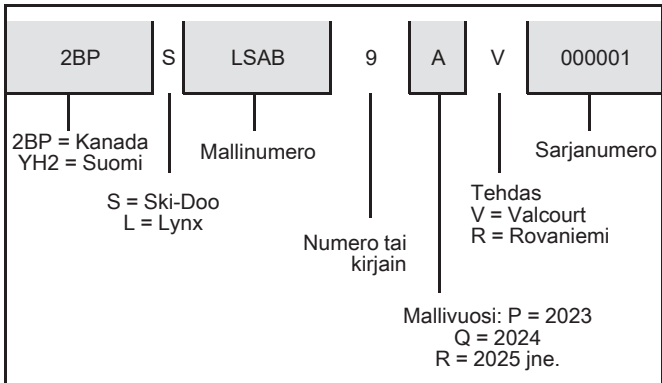 2BP S LSAB 9 A V 000001
2BP = Kanada
YH2 = Suomi
Mallinumero
Sarjanumero
S = Ski-Doo
L = Lynx
Tehdas
V = Valcourt
R = Rovaniemi
Numero tai
kirjain
Mallivuosi: P = 2023
Q = 2024
R = 2025 jne.